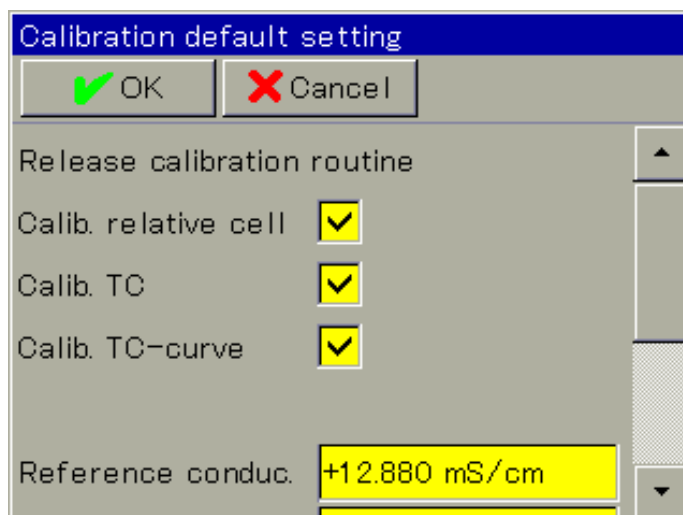 Calibration default setting
OK Cancel
Release calibration routine
Calib. relative cell
Calib. TC
Calib. TC-curve
Reference conduc. +12.880 mS/cm